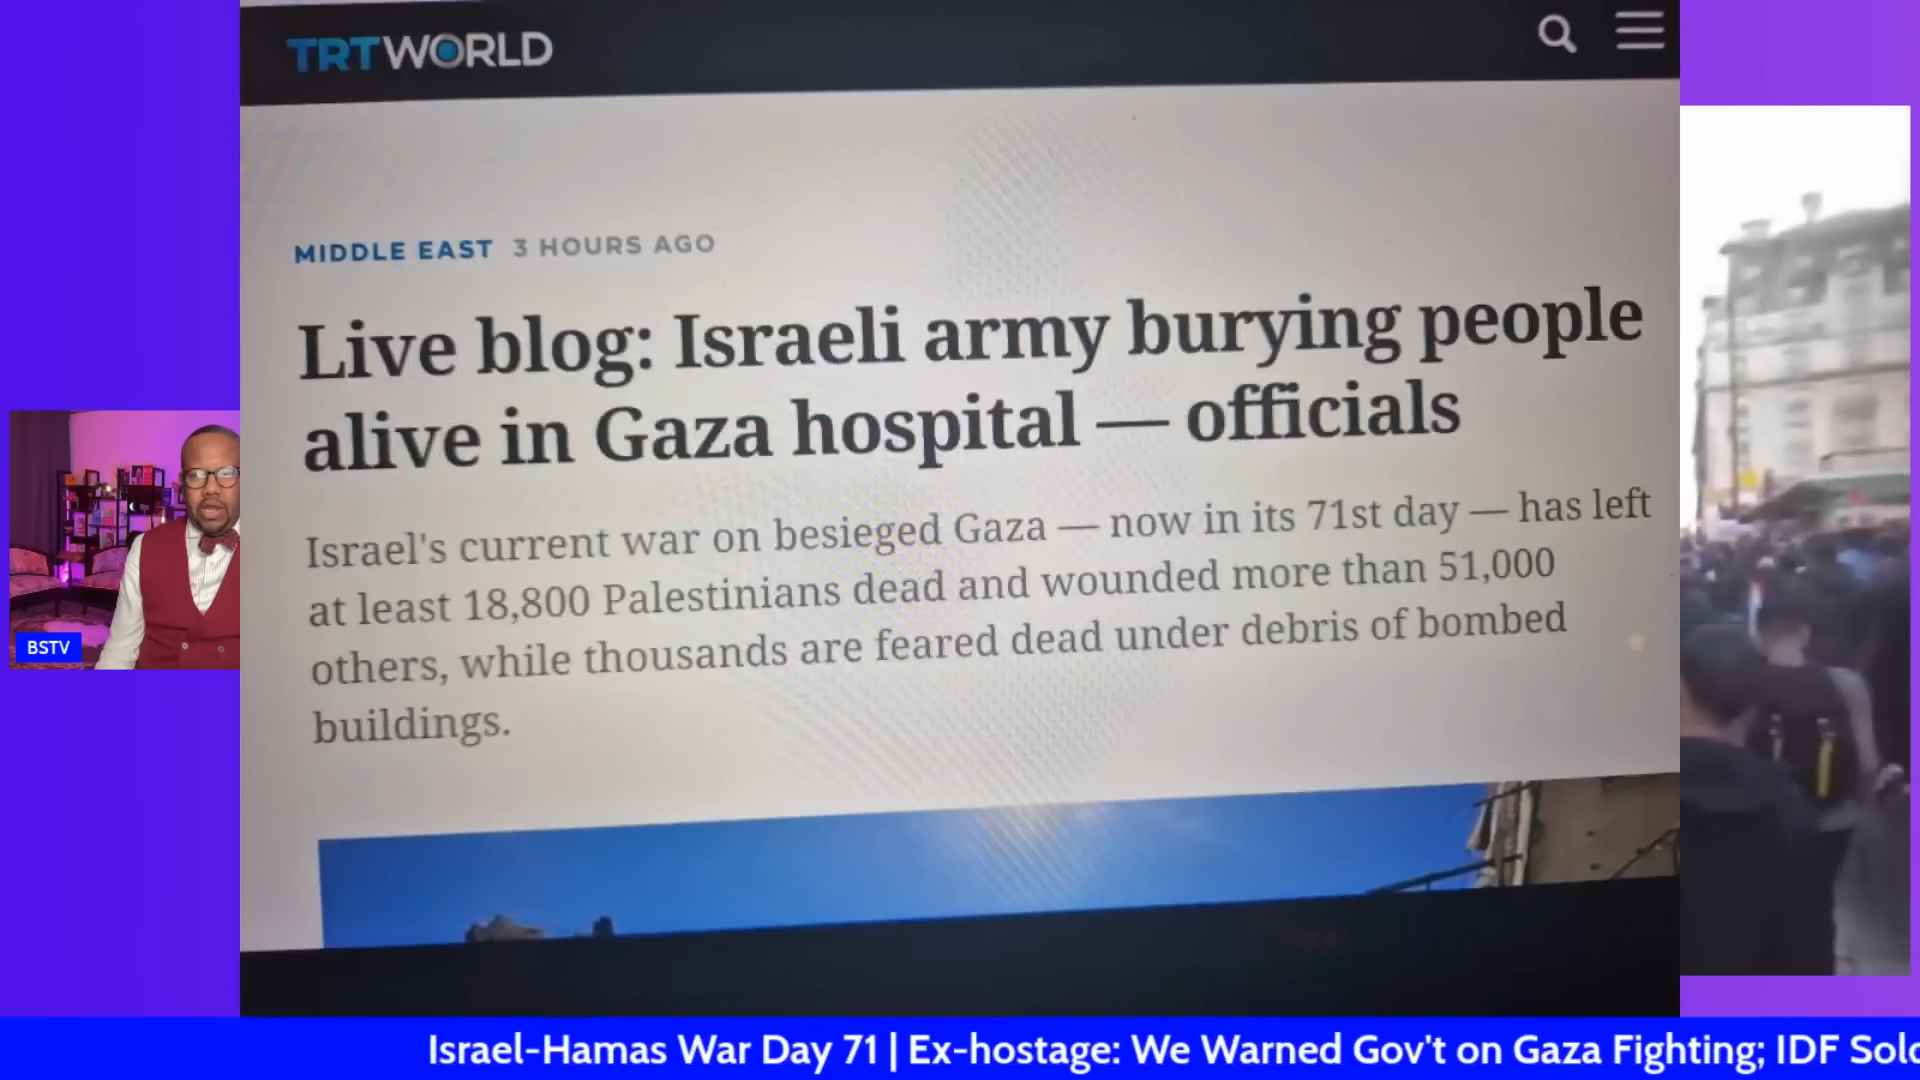 TRT WORLD
MIDDLE EAST 3 HOURS AGO
Live blog: Israeli army burying people
alive in Gaza hospital — officials
Israel's current war on besieged Gaza — now in its 71st day — has left
at least 18,800 Palestinians dead and wounded more than 51,000
others, while thousands are feared dead under debris of bombed
buildings.
BSTV
Israel-Hamas War Day 71 | Ex-hostage: We Warned Gov't on Gaza Fighting; IDF